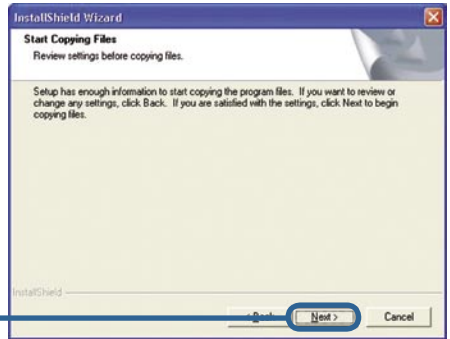 InstallShield Wizard
Start Copying Files
Review settings before copying files.
Setup has enough information to start copying the program files. If you want to review or
change any settings, click Back. If you are satisfied with the settings, click Next to begin
copying files.
InstallShield
< Back Next > Cancel